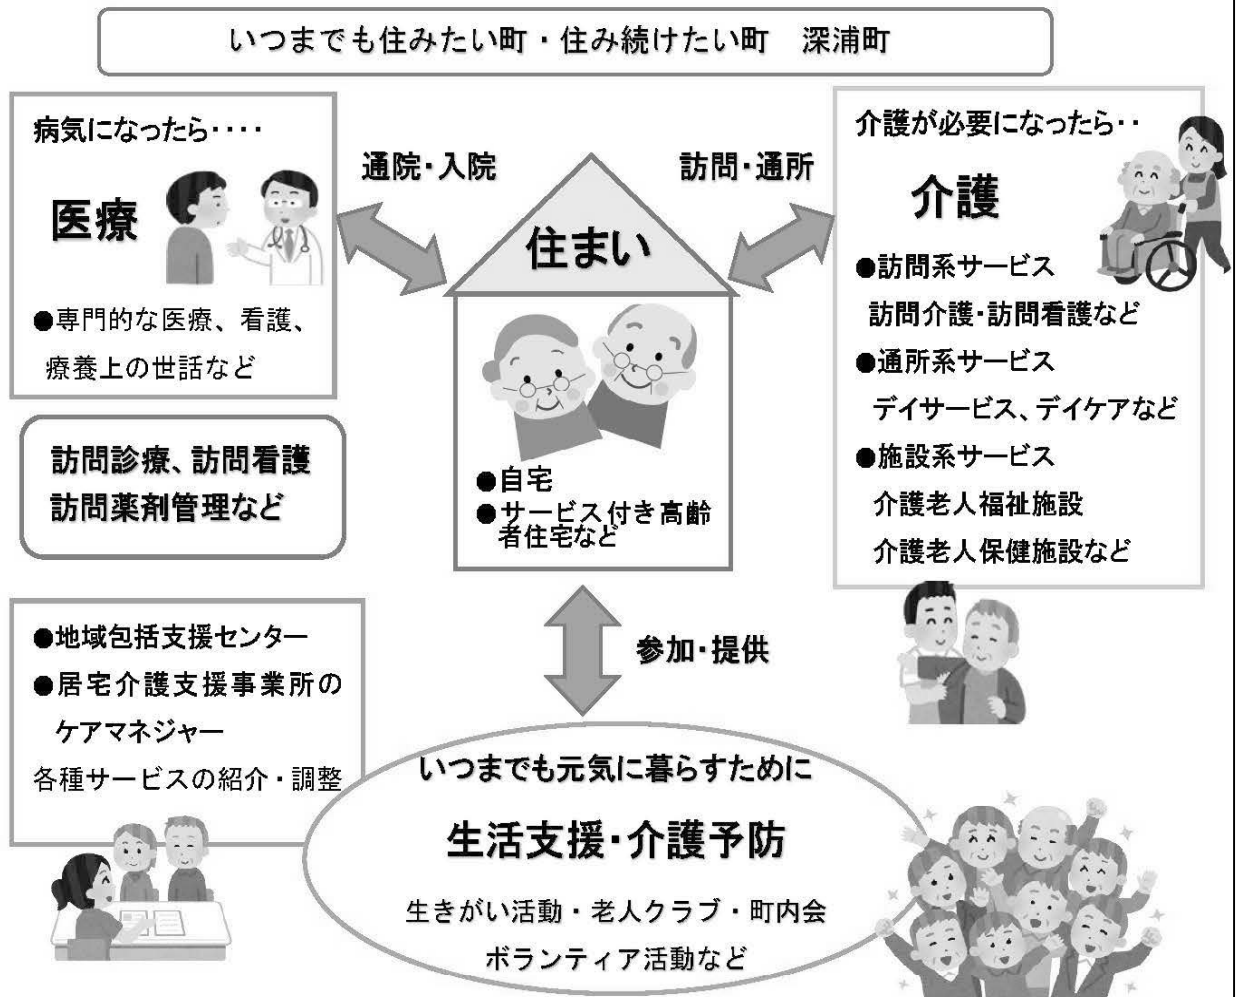 いつまでも住みたい町・住み続けたい町　深浦町
病気になったら‥‥
医療
●専門的な医療、看護、
療養上の世話など
訪問診療、訪問看護
訪問薬剤管理など
通院・入院
訪問・通所
住まい
●自宅
●サービス付き高齢
者住宅など
介護が必要になったら‥
介護
●訪問系サービス
訪問介護・訪問看護など
●通所系サービス
デイサービス、デイケアなど
●施設系サービス
介護老人福祉施設
介護老人保健施設など
●地域包括支援センター
●居宅介護支援事業所の
ケアマネジャー
各種サービスの紹介・調整
参加・提供
いつまでも元気に暮らすために
生活支援・介護予防
生きがい活動・老人クラブ・町内会
ボランティア活動など